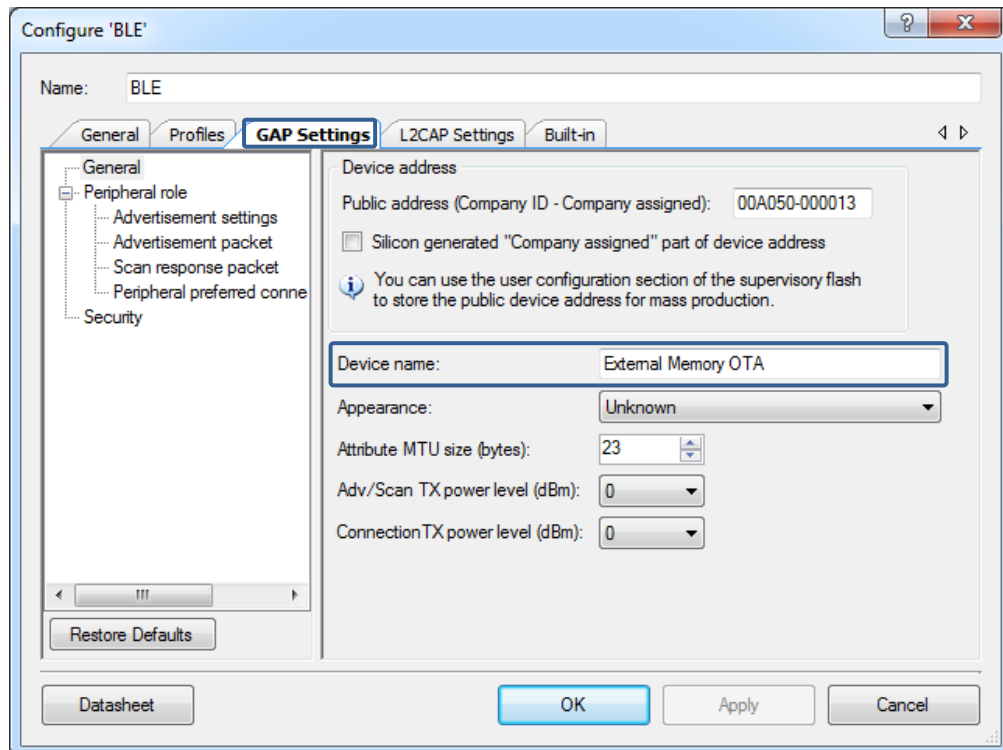 Configure 'BLE'
Name: BLE
General Profiles GAP Settings L2CAP Settings Built-in
General
Peripheral role
Advertisement settings
Advertisement packet
Scan response packet
Peripheral preferred conne
Security
Restore Defaults
Device address
Public address (Company ID - Company assigned): 00A050-000013
Silicon generated "Company assigned" part of device address
You can use the user configuration section of the supervisory flash
to store the public device address for mass production.
Device name: External Memory OTA
Appearance: Unknown
Attribute MTU size (bytes): 23
Adv/Scan TX power level (dBm): 0
ConnectionTX power level (dBm): 0
Datasheet OK Apply Cancel